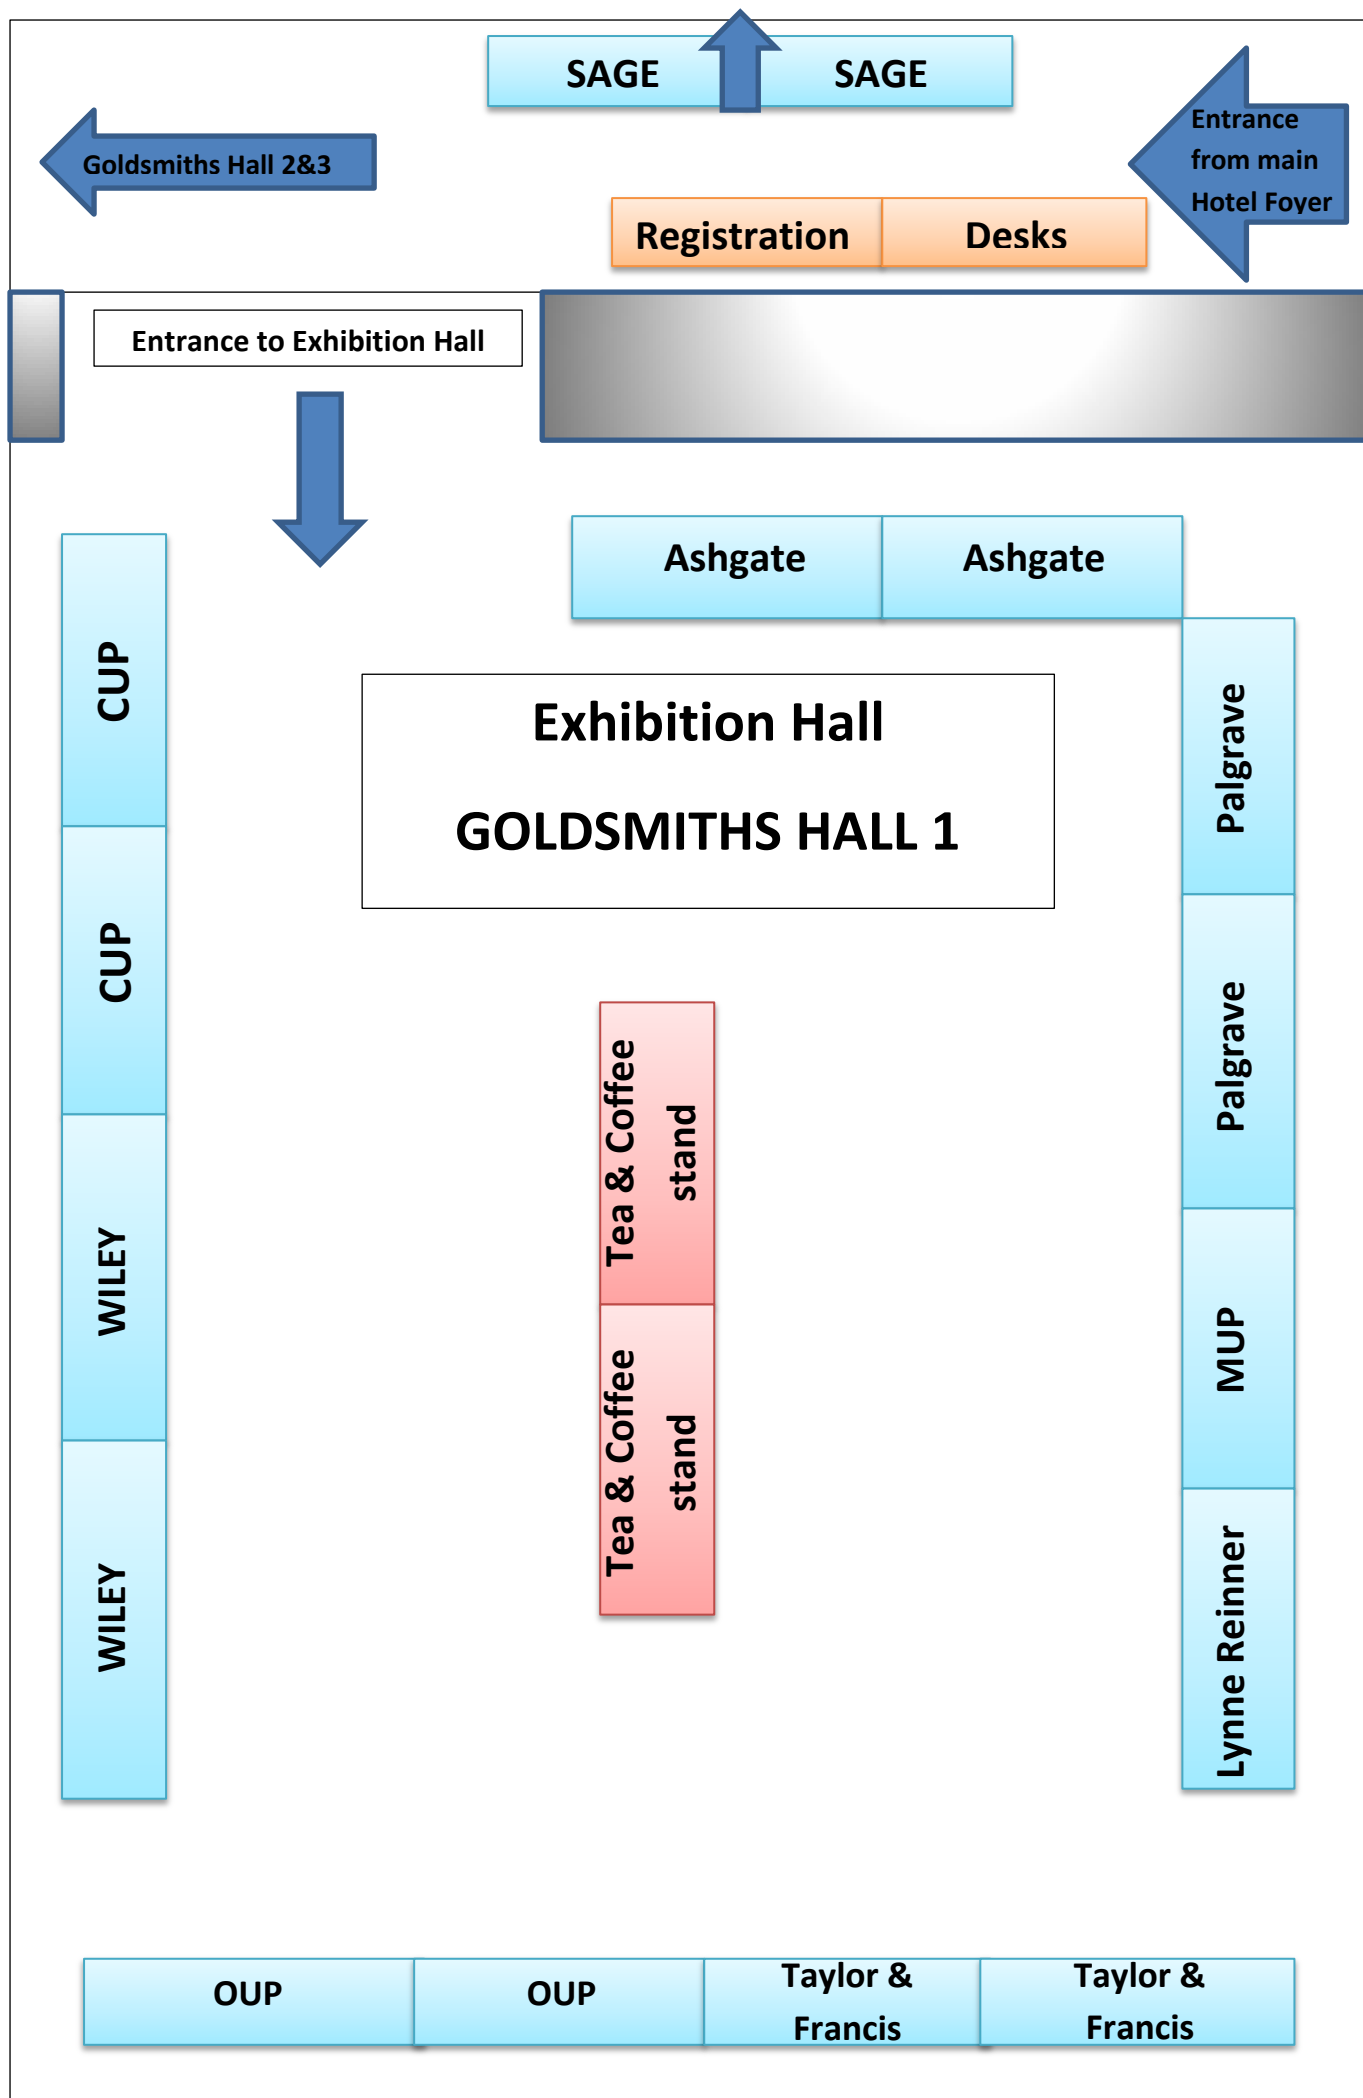 SAGE
SAGE
Entrance
from main
Hotel Foyer
Goldsmiths Hall 2&3
Registration
Desks
Entrance to Exhibition Hall
Ashgate
Ashgate
CUP
CUP
WILEY
WILEY
Exhibition Hall
GOLDSMITHS HALL 1
Tea & Coffee
stand
Tea & Coffee
stand
Palgrave
Palgrave
MUP
Lynne Reinner
OUP
OUP
Taylor &
Francis
Taylor &
Francis